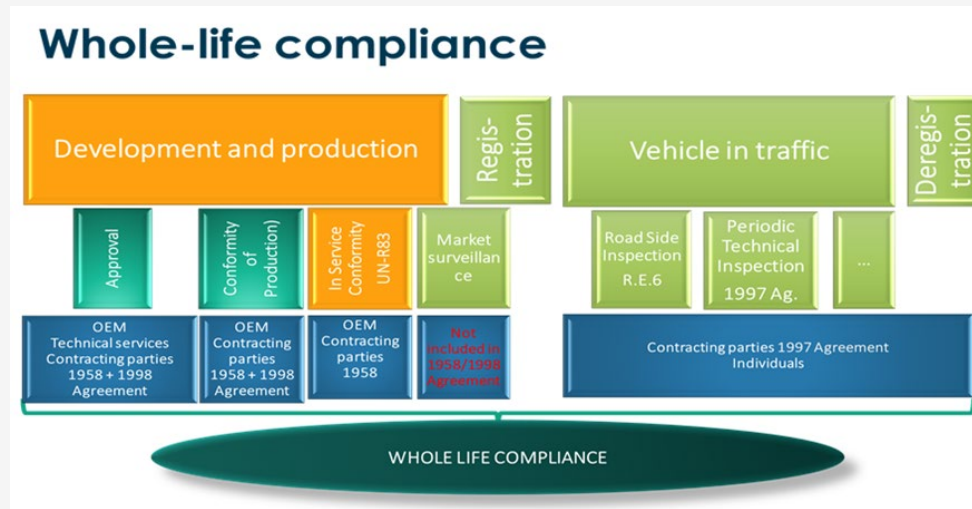 Whole-life compliance
Development and production
Regis-
tration
Vehicle in traffic
Deregis-
tration
Approval
Conformity
of
Production)
In Service
Conformity
UN-R83
Market
surveillan
ce
Road Side
Inspection
R.E.6
Periodic
Technical
Inspection
1997 Ag.
...
OEM
Technical services
Contracting parties
1958 + 1998
Agreement
OEM
Contracting
parties
1958 + 1998
Agreement
OEM
Contracting
parties
1958
Not
included in
1958/1998
Agreement
Contracting parties 1997 Agreement
Individuals
WHOLE LIFE COMPLIANCE